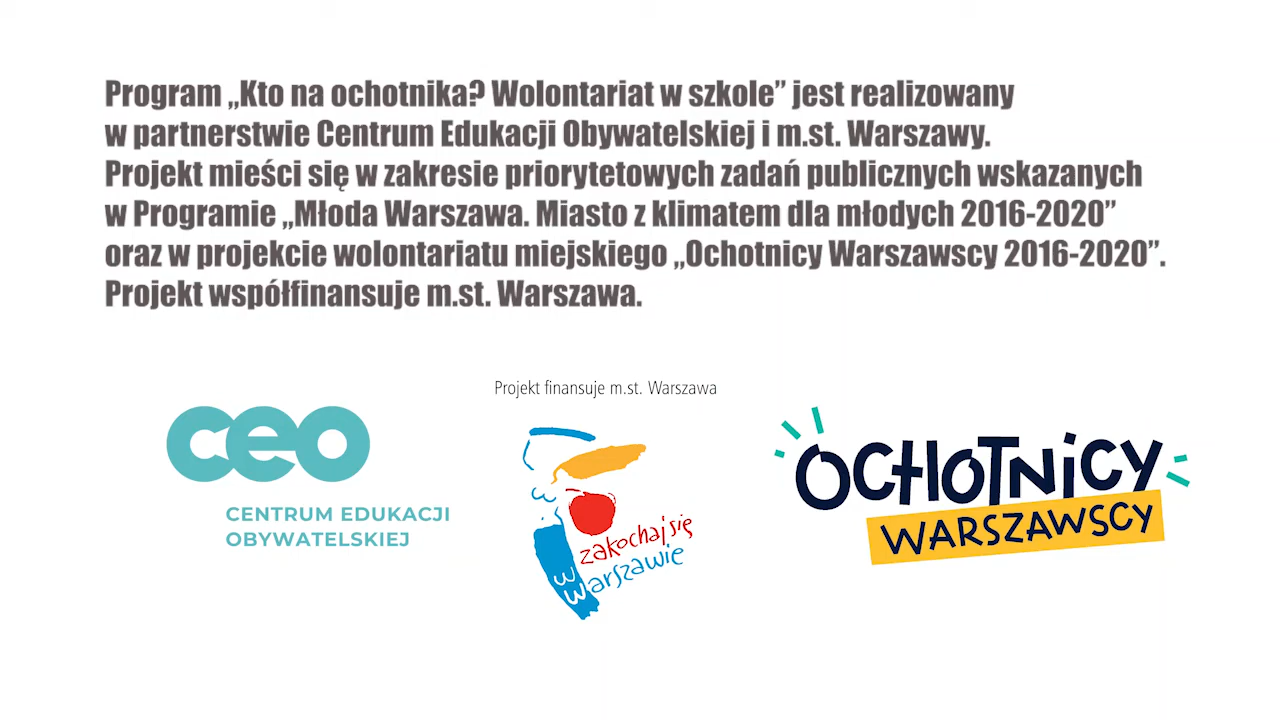 Program „Kto na ochotnika? Wolontariat w szkole” jest realizowany
w partnerstwie Centrum Edukacji Obywatelskiej i m.st. Warszawy.
Projekt mieści się w zakresie priorytetowych zadań publicznych wskazanych
w Programie „Młoda Warszawa. Miasto z klimatem dla młodych 2016-2020”
oraz w projekcie wolontariatu miejskiego „Ochotnicy Warszawscy 2016-2020”.
Projekt współfinansuje m.st. Warszawa.
ceo
CENTRUM EDUKACJI
OBYWATELSKIEJ
Projekt finansuje m.st. Warszawa
zakochaj się
w warszawie
OCHOTNICY
WARSZAWSCY